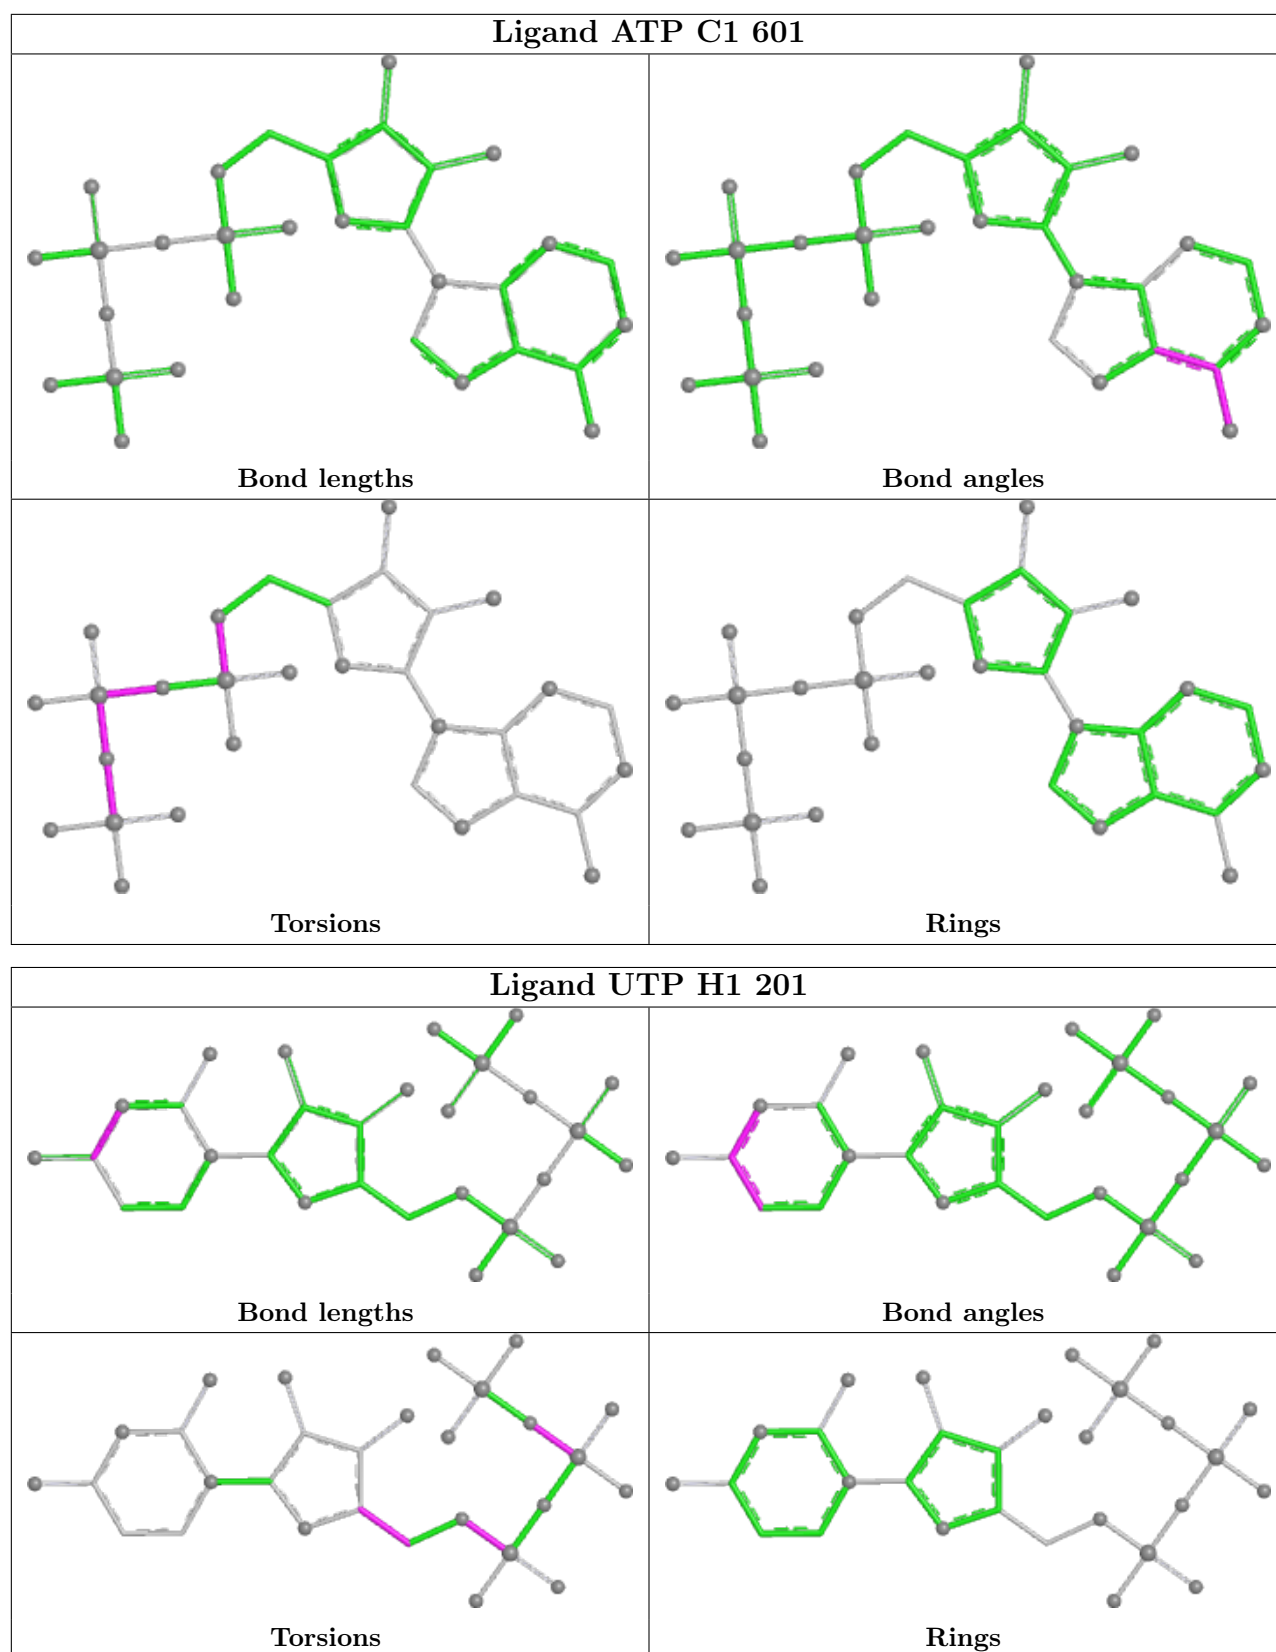 Ligand ATP C1 601
Bond lengths
Bond angles
Torsions
Rings
Ligand UTP H1 201
Bond lengths
Bond angles
Torsions
Rings